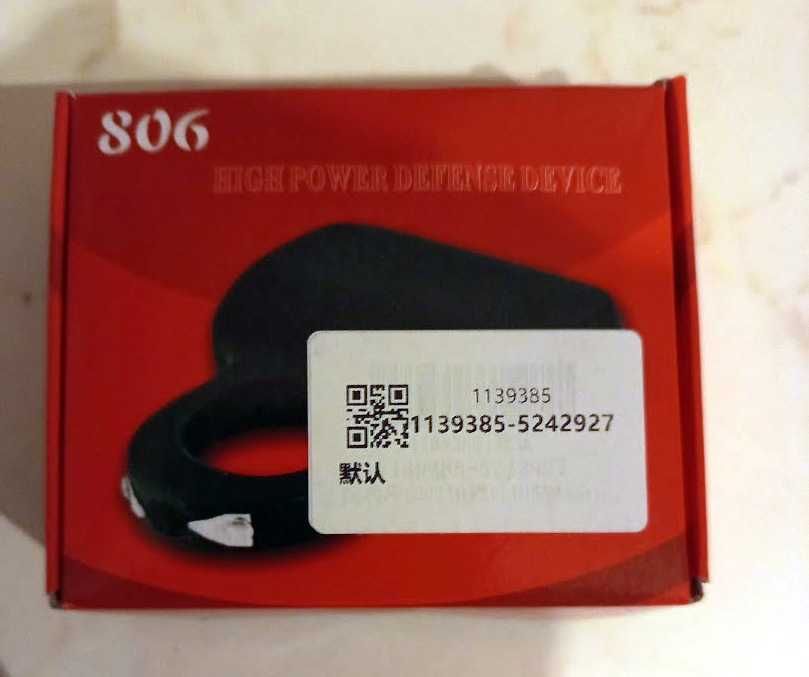 806
HIGH POWER DEFENSE DEVICE
1139385
1139385-5242927
默认